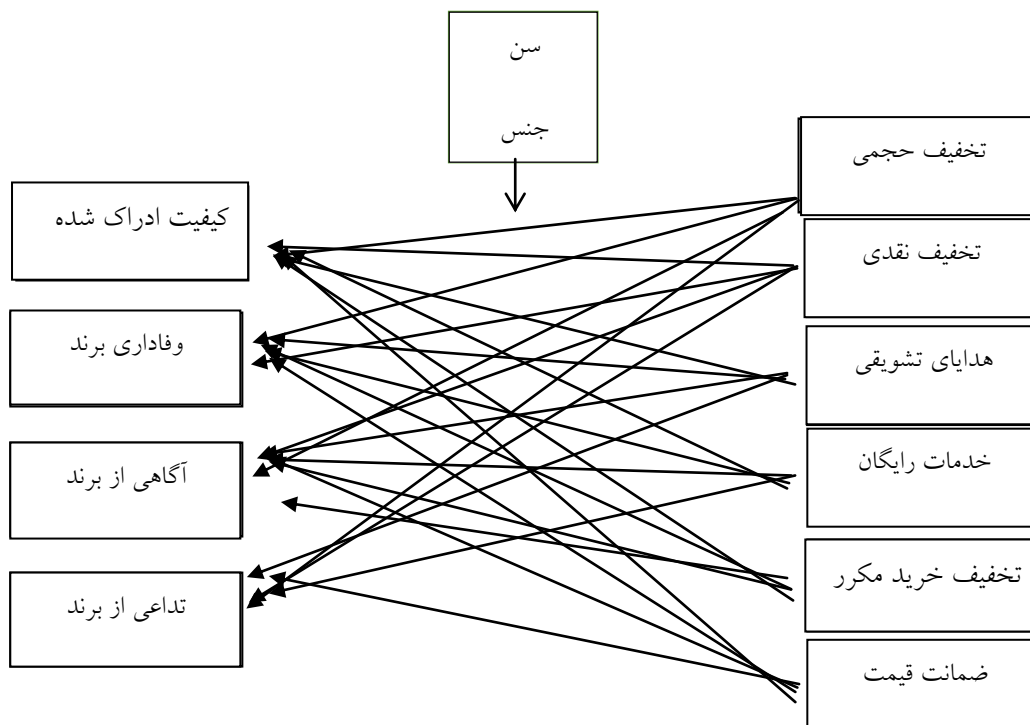 سن
جنس
تخفیف حجمی
تخفیف نقدی
هدایای تشویقی
خدمات رایگان
تخفیف خرید مکرر
ضمانت قیمت
کیفیت ادراک شده
وفاداری برند
آگاهی از برند
تداعی از برند